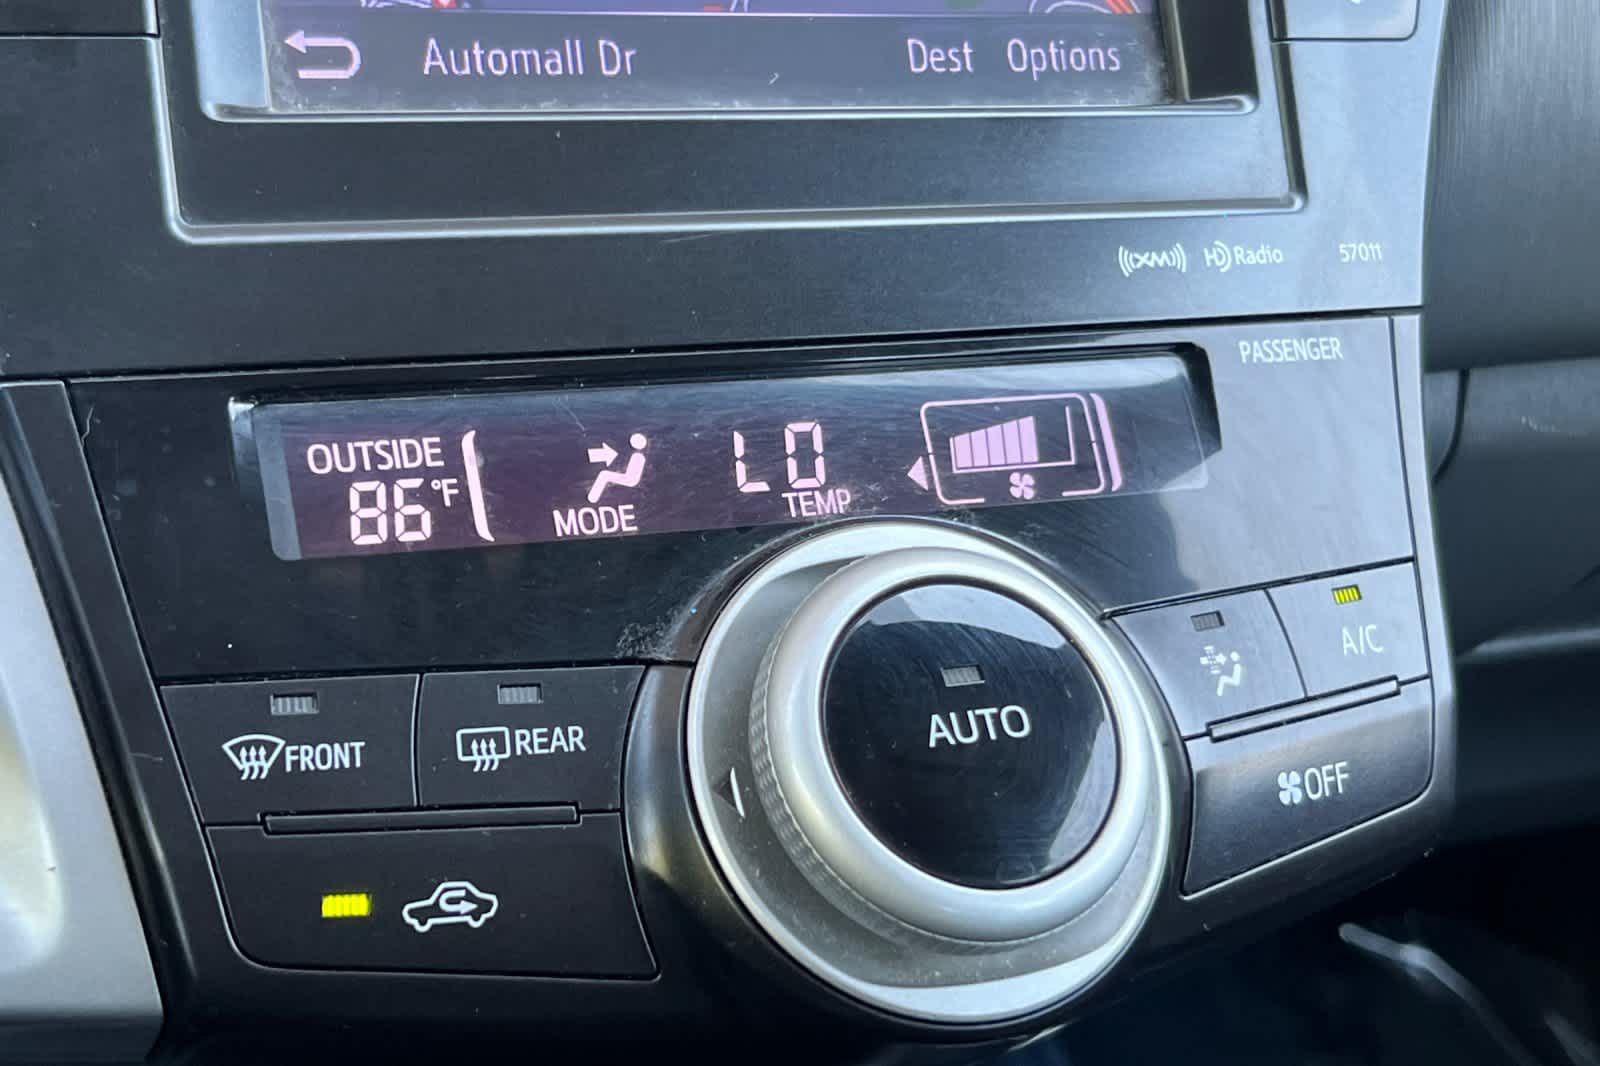 Automall Dr Dest Options
((XM)) HD Radio 57011
PASSENGER
OUTSIDE
86°F
MODE
LO
TEMP
AUTO
A/C
FRONT
REAR
OFF